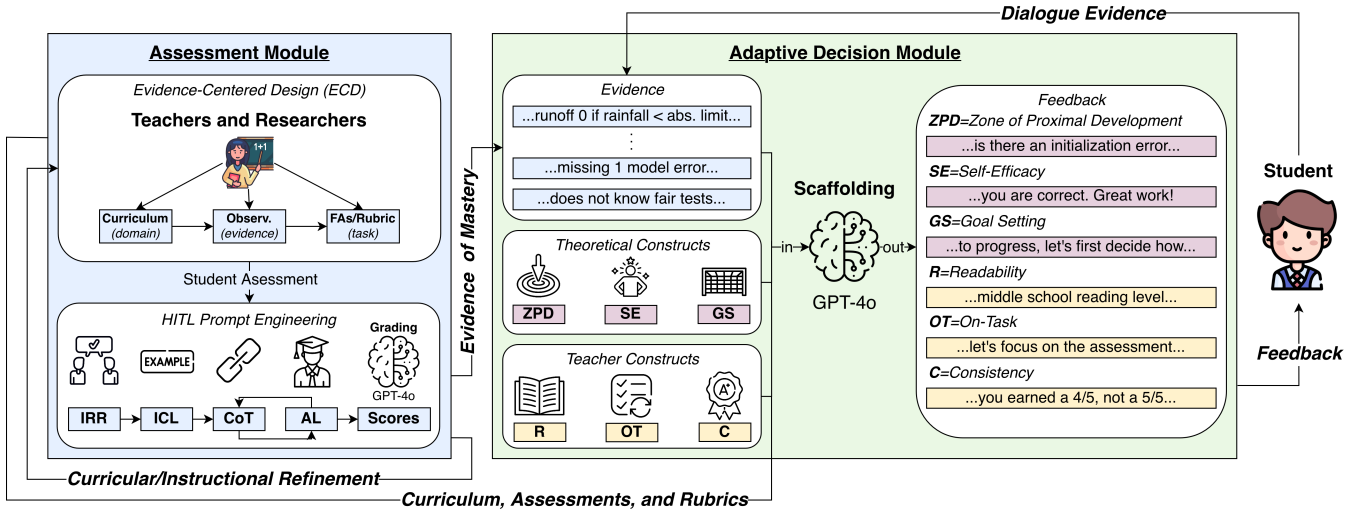 Dialogue Evidence
Assessment Module
Evidence-Centered Design (ECD)
Teachers and Researchers
1+1
Curriculum
(domain)
Observ.
(evidence)
FAs/Rubric
(task)
Student Assessment
HITL Prompt Engineering
EXAMPLE
Grading
GPT-4o
IRR
ICL
CoT
AL
Scores
Evidence of Mastery
Adaptive Decision Module
Evidence
...runoff 0 if rainfall < abs. limit...
...missing 1 model error...
...does not know fair tests...
Theoretical Constructs
ZPD
SE
GS
Teacher Constructs
A+
R
OT
C
in
Scaffolding
GPT-4o
out
Feedback
ZPD=Zone of Proximal Development
...is there an initialization error...
SE=Self-Efficacy
...you are correct. Great work!
GS=Goal Setting
...to progress, let's first decide how...
R=Readability
...middle school reading level...
OT=On-Task
...let's focus on the assessment...
C=Consistency
...you earned a 4/5, not a 5/5...
Student
Feedback
Curricular/Instructional Refinement
Curriculum, Assessments, and Rubrics